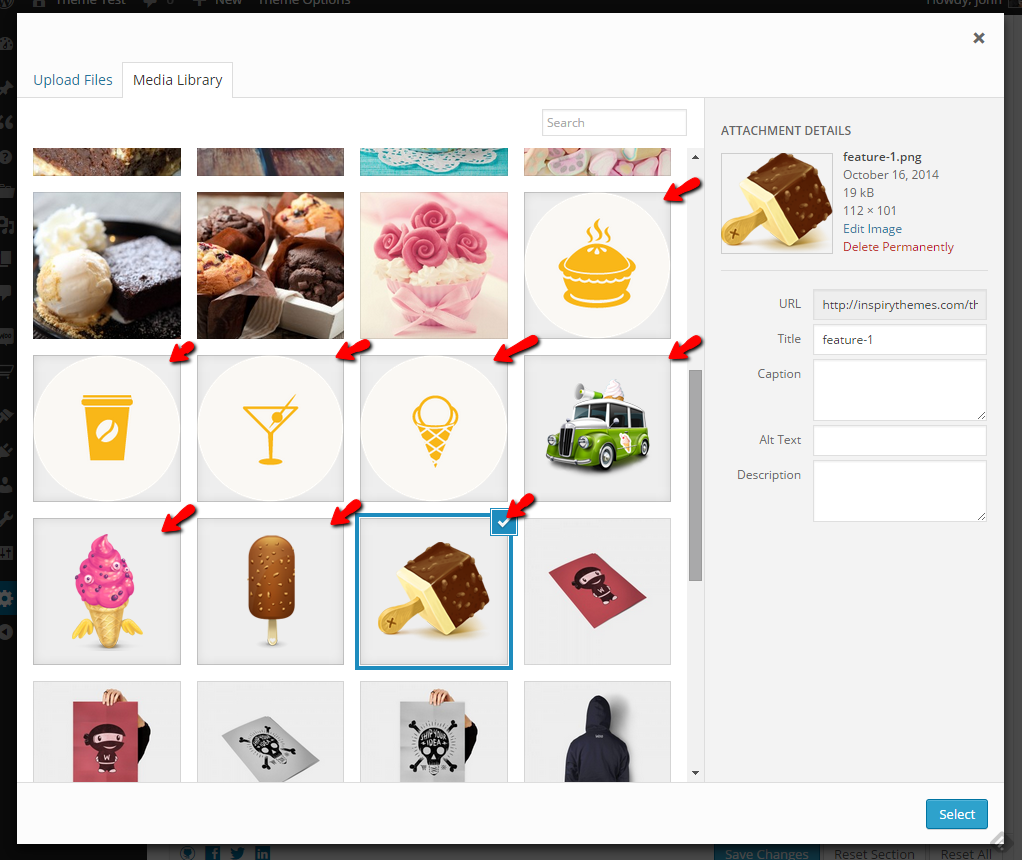 Theme Test
0
New
Theme Options
Howdy, john
Upload Files
Media Library
Search
ATTACHMENT DETAILS
feature-1.png
October 16, 2014
19 kB
112 × 101
Edit Image
Delete Permanently
URL
http://inspirythemes.com/th
Title
feature-1
Caption
Alt Text
Description
W
W
SHIP YOUR
IDEA
Select
Save Changes
Reset Section
Reset All